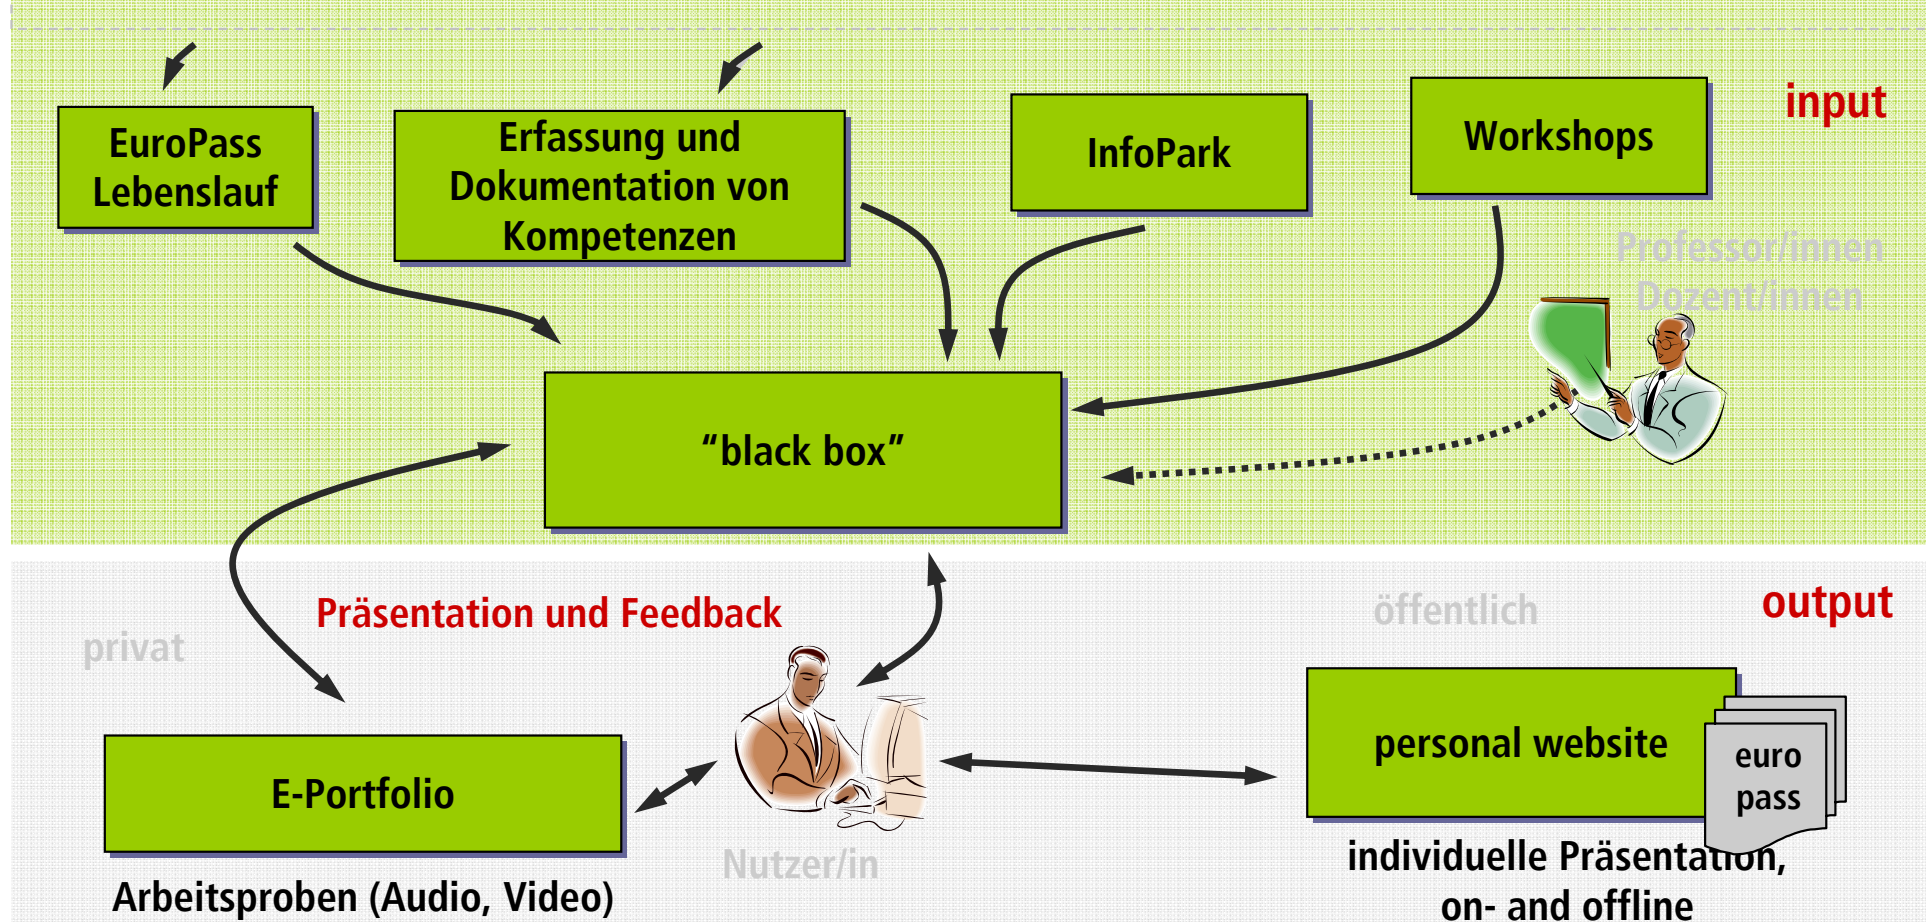 input
EuroPass
Lebenslauf
Erfassung und
Dokumentation von
Kompetenzen
InfoPark
Workshops
Professor/innen
Dozent/innen
“black box”
Präsentation und Feedback
öffentlich
output
privat
E-Portfolio
personal website
euro
pass
Nutzer/in
Arbeitsproben (Audio, Video)
individuelle Präsentation,
on- and offline